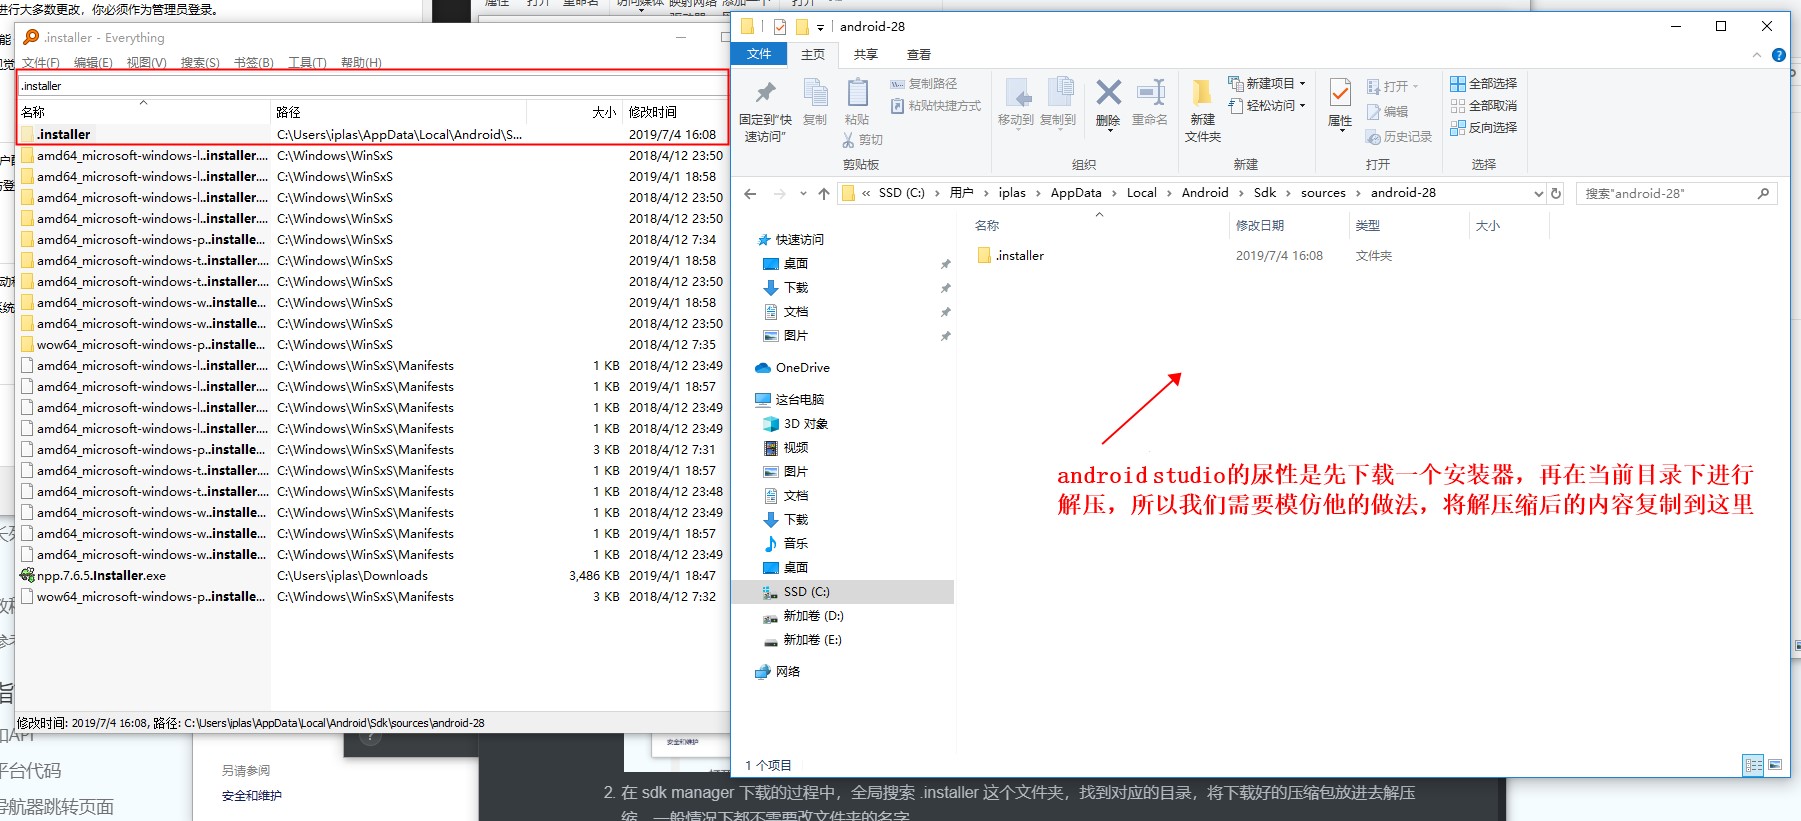 进行大多数更改，你必须作为管理员登录。
.installer - Everything
文件(F) 编辑(E) 视图(V) 搜索(S) 书签(B) 工具(T) 帮助(H)
.installer
名称 路径 大小 修改时间
.installer C:\Users\iplas\AppData\Local\Android\S... 2019/7/4 16:08
amd64_microsoft-windows-l..installer.... C:\Windows\WinSxS 2018/4/12 23:50
amd64_microsoft-windows-l..installer.... C:\Windows\WinSxS 2019/4/1 18:58
amd64_microsoft-windows-l..installer.... C:\Windows\WinSxS 2018/4/12 23:50
amd64_microsoft-windows-l..installer.... C:\Windows\WinSxS 2018/4/12 23:50
amd64_microsoft-windows-p..installe... C:\Windows\WinSxS 2018/4/12 7:34
amd64_microsoft-windows-t..installe... C:\Windows\WinSxS 2019/4/1 18:58
amd64_microsoft-windows-t..installe... C:\Windows\WinSxS 2018/4/12 23:50
amd64_microsoft-windows-w..installe... C:\Windows\WinSxS 2019/4/1 18:58
amd64_microsoft-windows-w..installe... C:\Windows\WinSxS 2018/4/12 23:50
wow64_microsoft-windows-p..installe... C:\Windows\WinSxS 2018/4/12 7:35
amd64_microsoft-windows-l..installer.... C:\Windows\WinSxS\Manifests 1 KB 2018/4/12 23:49
amd64_microsoft-windows-l..installer.... C:\Windows\WinSxS\Manifests 1 KB 2019/4/1 18:57
amd64_microsoft-windows-l..installer.... C:\Windows\WinSxS\Manifests 1 KB 2018/4/12 23:49
amd64_microsoft-windows-l..installer.... C:\Windows\WinSxS\Manifests 1 KB 2018/4/12 23:49
amd64_microsoft-windows-p..installe... C:\Windows\WinSxS\Manifests 3 KB 2018/4/12 7:31
amd64_microsoft-windows-t..installe... C:\Windows\WinSxS\Manifests 1 KB 2019/4/1 18:57
amd64_microsoft-windows-t..installe... C:\Windows\WinSxS\Manifests 1 KB 2018/4/12 23:48
amd64_microsoft-windows-w..installe... C:\Windows\WinSxS\Manifests 1 KB 2018/4/12 23:49
amd64_microsoft-windows-w..installe... C:\Windows\WinSxS\Manifests 1 KB 2019/4/1 18:57
amd64_microsoft-windows-w..installe... C:\Windows\WinSxS\Manifests 1 KB 2018/4/12 23:49
npp.7.6.5.Installer.exe C:\Users\iplas\Downloads 3,486 KB 2019/4/1 18:47
wow64_microsoft-windows-p..installe... C:\Windows\WinSxS\Manifests 3 KB 2018/4/12 7:32
修改时间: 2019/7/4 16:08, 路径: C:\Users\iplas\AppData\Local\Android\Sdk\sources\android-28
android-28
文件 主页 共享 查看
固定到"快速访问"
复制
粘贴
复制路径
粘贴快捷方式
剪切
剪贴板
移动到
复制到
删除
重命名
组织
新建文件夹
新建项目
轻松访问
新建
属性
打开
编辑
历史记录
打开
全部选择
全部取消
反向选择
选择
« SSD (C:) › 用户 › iplas › AppData › Local › Android › Sdk › sources › android-28
搜索"android-28"
名称 修改日期 类型 大小
.installer 2019/7/4 16:08 文件夹
快速访问
桌面
下载
文档
图片
OneDrive
这台电脑
3D 对象
视频
图片
文档
下载
音乐
桌面
SSD (C:)
新加卷 (D:)
新加卷 (E:)
网络
android studio的尿性是先下载一个安装器，再在当前目录下进行
解压，所以我们需要模仿他的做法，将解压缩后的内容复制到这里
1 个项目
平台代码
导航器跳转页面
另请参阅
安全和维护
安全和维护
2. 在 sdk manager 下载的过程中，全局搜索 .installer 这个文件夹，找到对应的目录，将下载好的压缩包放进去解压
缩，一般情况下都不需要改文件夹的名字